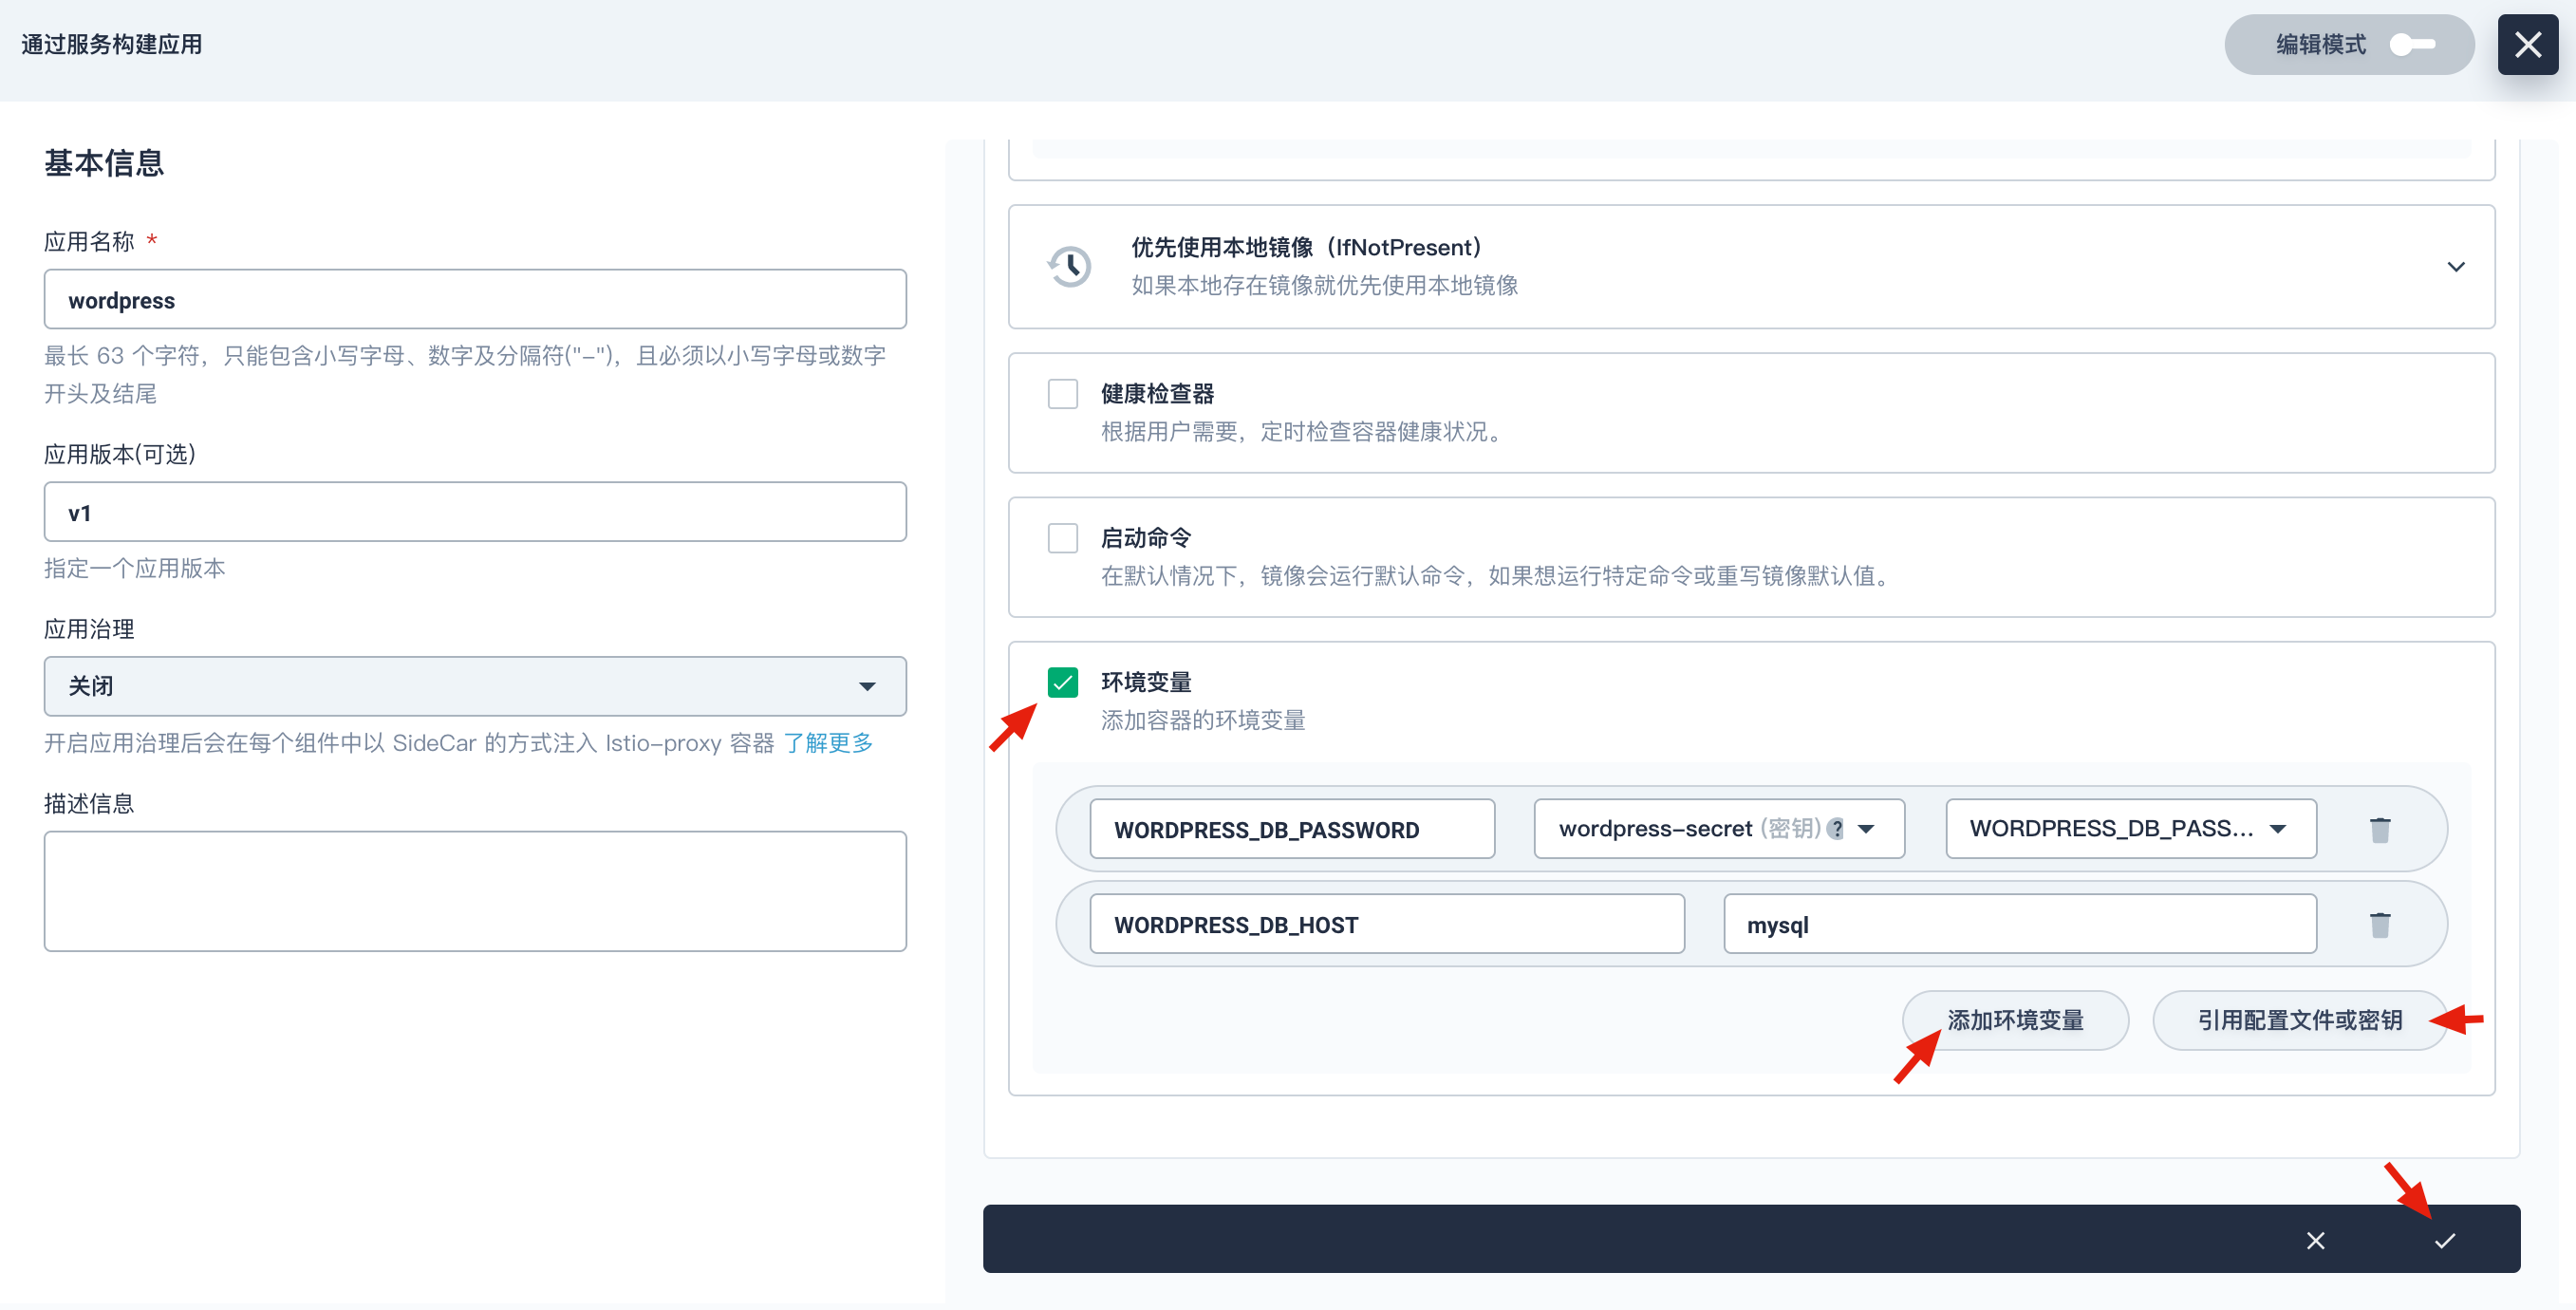 通过服务构建应用
编辑模式
基本信息
应用名称 *
wordpress
最长 63 个字符，只能包含小写字母、数字及分隔符("-")，且必须以小写字母或数字
开头及结尾
应用版本(可选)
v1
指定一个应用版本
应用治理
关闭
开启应用治理后会在每个组件中以 SideCar 的方式注入 Istio-proxy 容器 了解更多
描述信息
优先使用本地镜像（IfNotPresent）
如果本地存在镜像就优先使用本地镜像
健康检查器
根据用户需要，定时检查容器健康状况。
启动命令
在默认情况下，镜像会运行默认命令，如果想运行特定命令或重写镜像默认值。
环境变量
添加容器的环境变量
WORDPRESS_DB_PASSWORD wordpress-secret (密钥) ? WORDPRESS_DB_PASS...
WORDPRESS_DB_HOST mysql
添加环境变量 引用配置文件或密钥